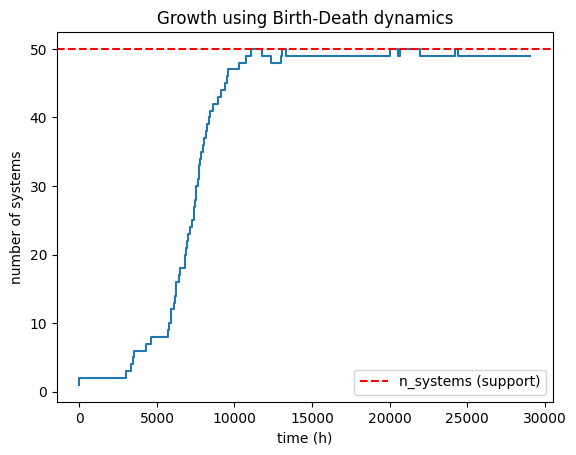 Growth using Birth-Death dynamics
number of systems
50
40
30
20
10
0
n_systems (support)
0 5000 10000 15000 20000 25000 30000
time (h)